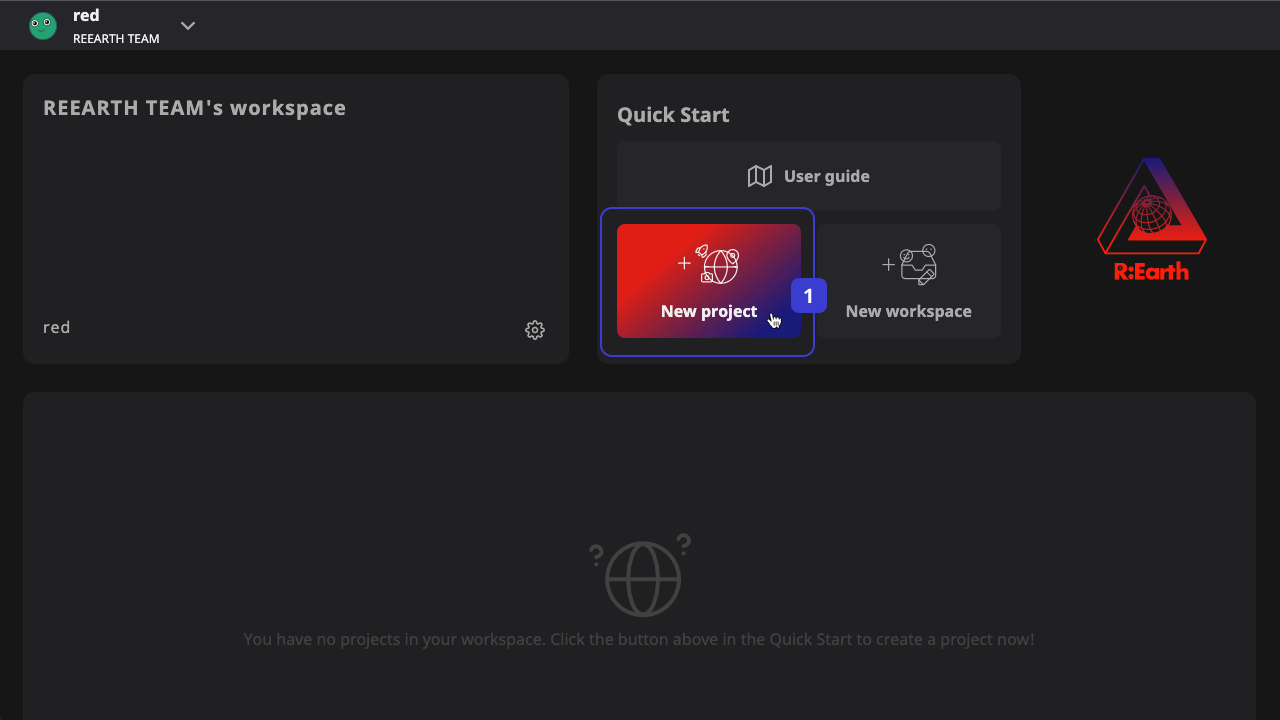 red
REEARTH TEAM
REEARTH TEAM's workspace
red
Quick Start
User guide
New project
1
New workspace
R:Earth
? ?
You have no projects in your workspace. Click the button above in the Quick Start to create a project now!